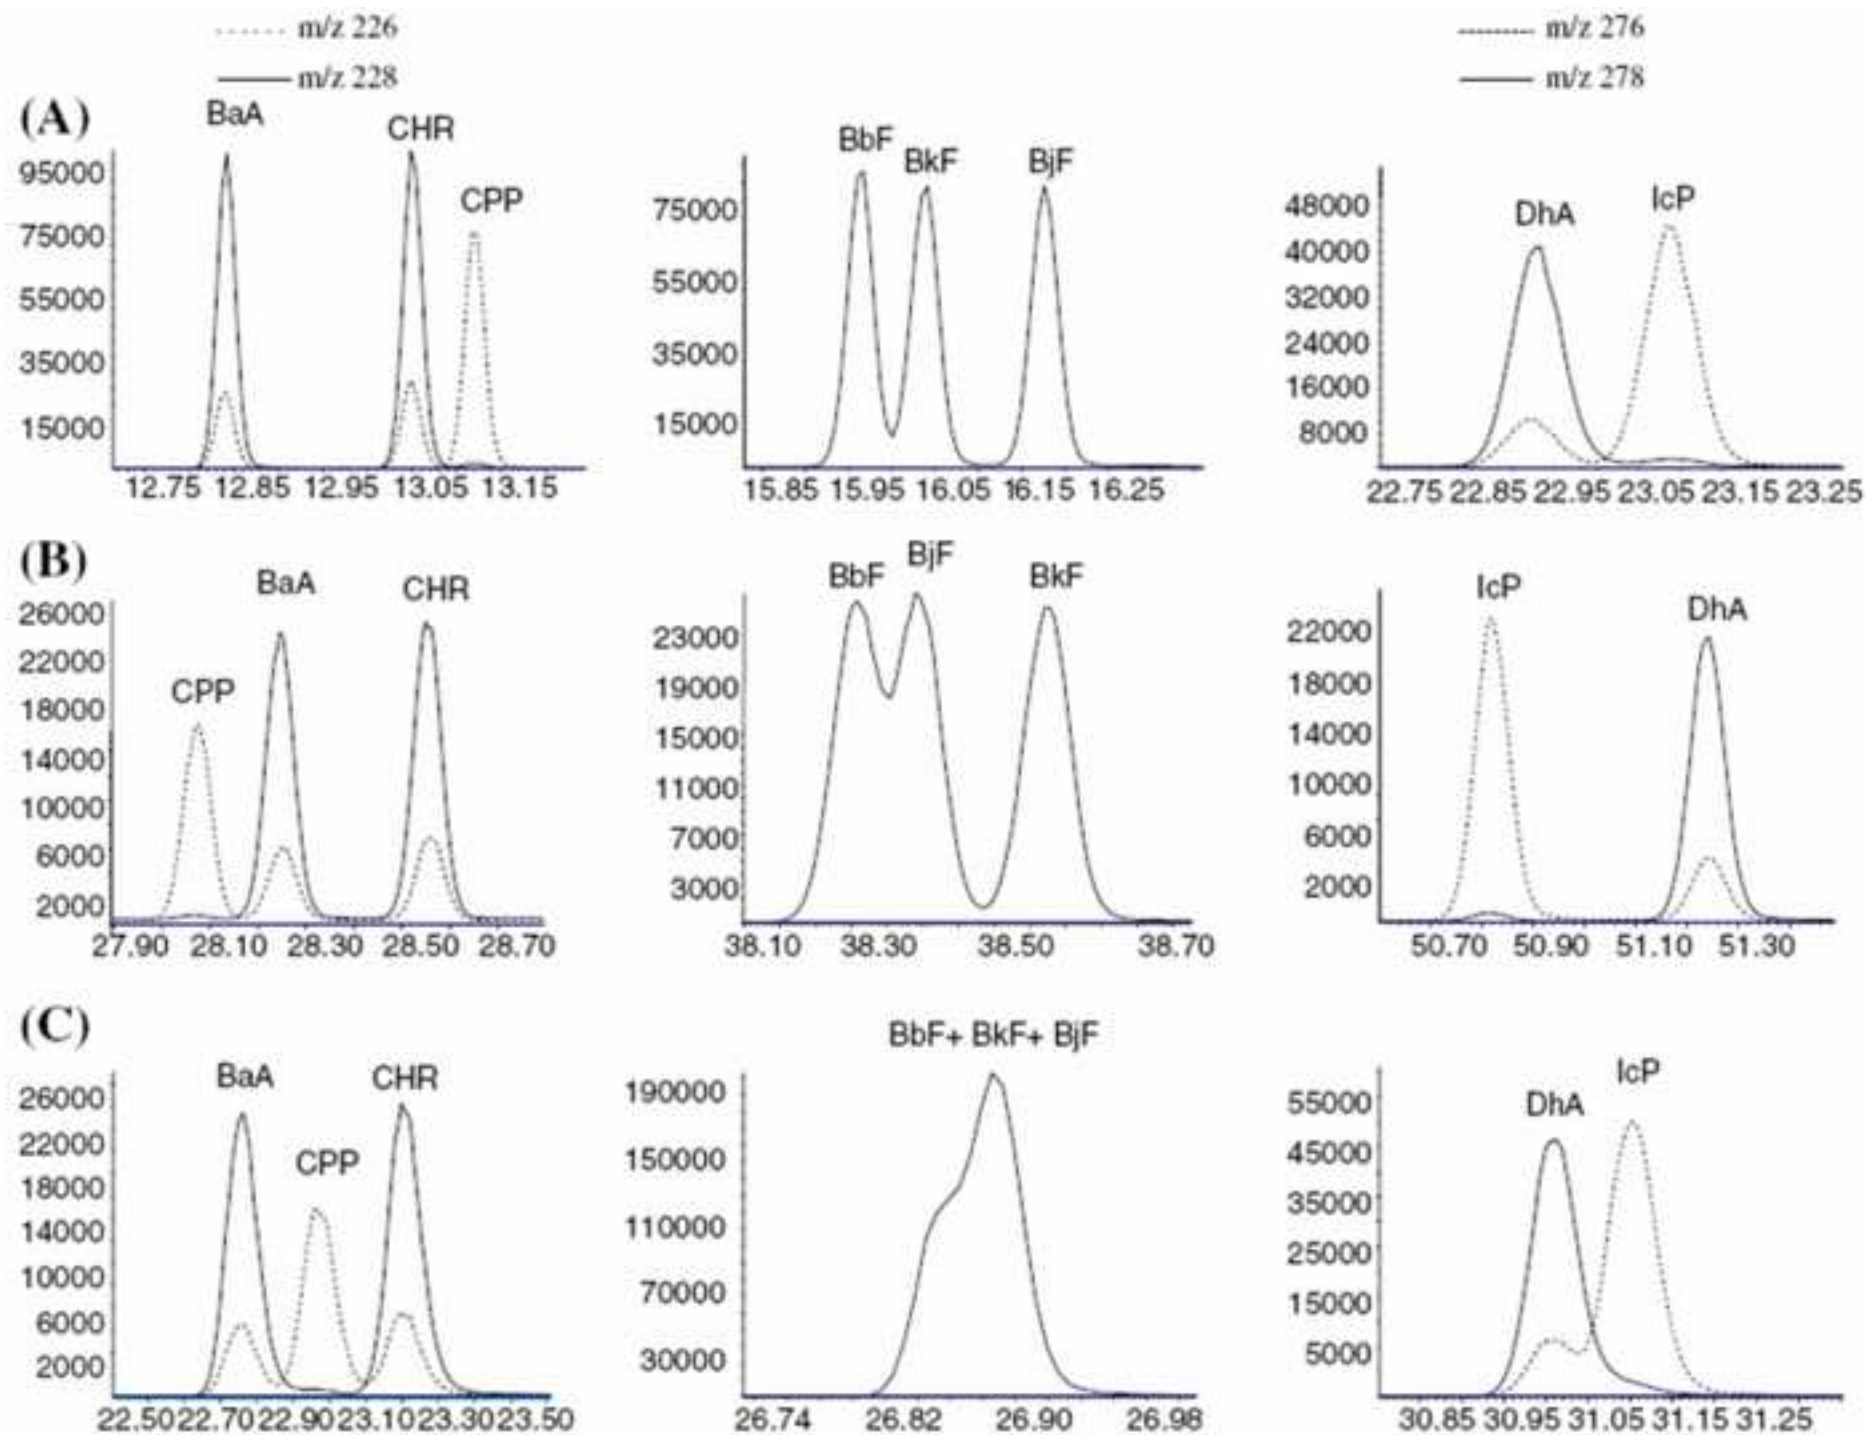 m/z 226
m/z 276
m/z 228
m/z 278
(A)
BaA
CHR
CPP
95000
75000
55000
35000
15000
12.75 12.85 12.95 13.05 13.15
BbF
BkF
BjF
75000
55000
35000
15000
15.85 15.95 16.05 16.15 16.25
DhA
IcP
48000
40000
32000
24000
16000
8000
22.75 22.85 22.95 23.05 23.15 23.25
(B)
CPP
BaA
CHR
26000
22000
18000
14000
10000
6000
2000
27.90 28.10 28.30 28.50 28.70
BbF
BjF
BkF
23000
19000
15000
11000
7000
3000
38.10 38.30 38.50 38.70
IcP
DhA
22000
18000
14000
10000
6000
2000
50.70 50.90 51.10 51.30
(C)
BaA
CPP
CHR
26000
22000
18000
14000
10000
6000
2000
22.50 22.70 22.90 23.10 23.30 23.50
BbF+ BkF+ BjF
190000
150000
110000
70000
30000
26.74 26.82 26.90 26.98
DhA
IcP
55000
45000
35000
25000
15000
5000
30.85 30.95 31.05 31.15 31.25